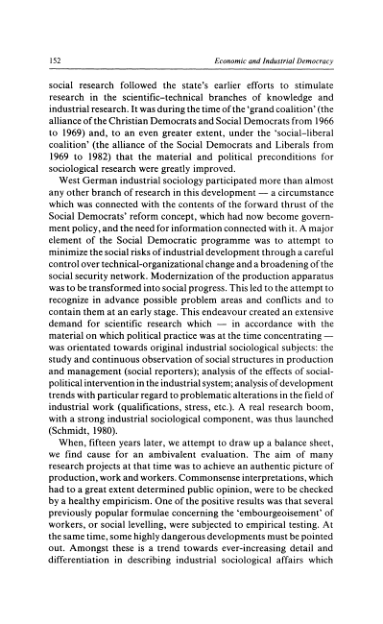 152 Economic and Industrial Democracy
social research followed the state's earlier efforts to stimulate
research in the scientific–technical branches of knowledge and
industrial research. It was during the time of the 'grand coalition' (the
alliance of the Christian Democrats and Social Democrats from 1966
to 1969) and, to an even greater extent, under the 'social–liberal
coalition' (the alliance of the Social Democrats and Liberals from
1969 to 1982) that the material and political preconditions for
sociological research were greatly improved.
West German industrial sociology participated more than almost
any other branch of research in this development — a circumstance
which was connected with the contents of the forward thrust of the
Social Democrats' reform concept, which had now become govern-
ment policy, and the need for information connected with it. A major
element of the Social Democratic programme was to attempt to
minimize the social risks of industrial development through a careful
control over technical-organizational change and a broadening of the
social security network. Modernization of the production apparatus
was to be transformed into social progress. This led to the attempt to
recognize in advance possible problem areas and conflicts and to
contain them at an early stage. This endeavour created an extensive
demand for scientific research which — in accordance with the
material on which political practice was at the time concentrating —
was orientated towards original industrial sociological subjects: the
study and continuous observation of social structures in production
and management (social reporters); analysis of the effects of social-
political intervention in the industrial system; analysis of development
trends with particular regard to problematic alterations in the field of
industrial work (qualifications, stress, etc.). A real research boom,
with a strong industrial sociological component, was thus launched
(Schmidt, 1980).
When, fifteen years later, we attempt to draw up a balance sheet,
we find cause for an ambivalent evaluation. The aim of many
research projects at that time was to achieve an authentic picture of
production, work and workers. Commonsense interpretations, which
had to a great extent determined public opinion, were to be checked
by a healthy empiricism. One of the positive results was that several
previously popular formulae concerning the 'embourgeoisement' of
workers, or social levelling, were subjected to empirical testing. At
the same time, some highly dangerous developments must be pointed
out. Amongst these is a trend towards ever-increasing detail and
differentiation in describing industrial sociological affairs which